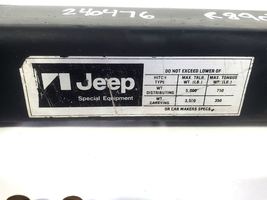 240476
Jeep
Special Equipment
DO NOT EXCEED LOWER OF
HITCH TYPE MAX. TRLR. WT. (LB.) MAX. TONGUE WT. (LB.)
WT DISTRIBUTING 5,000 750
WT CARRYING 3,500 350
OR CAR MAKERS SPECS.